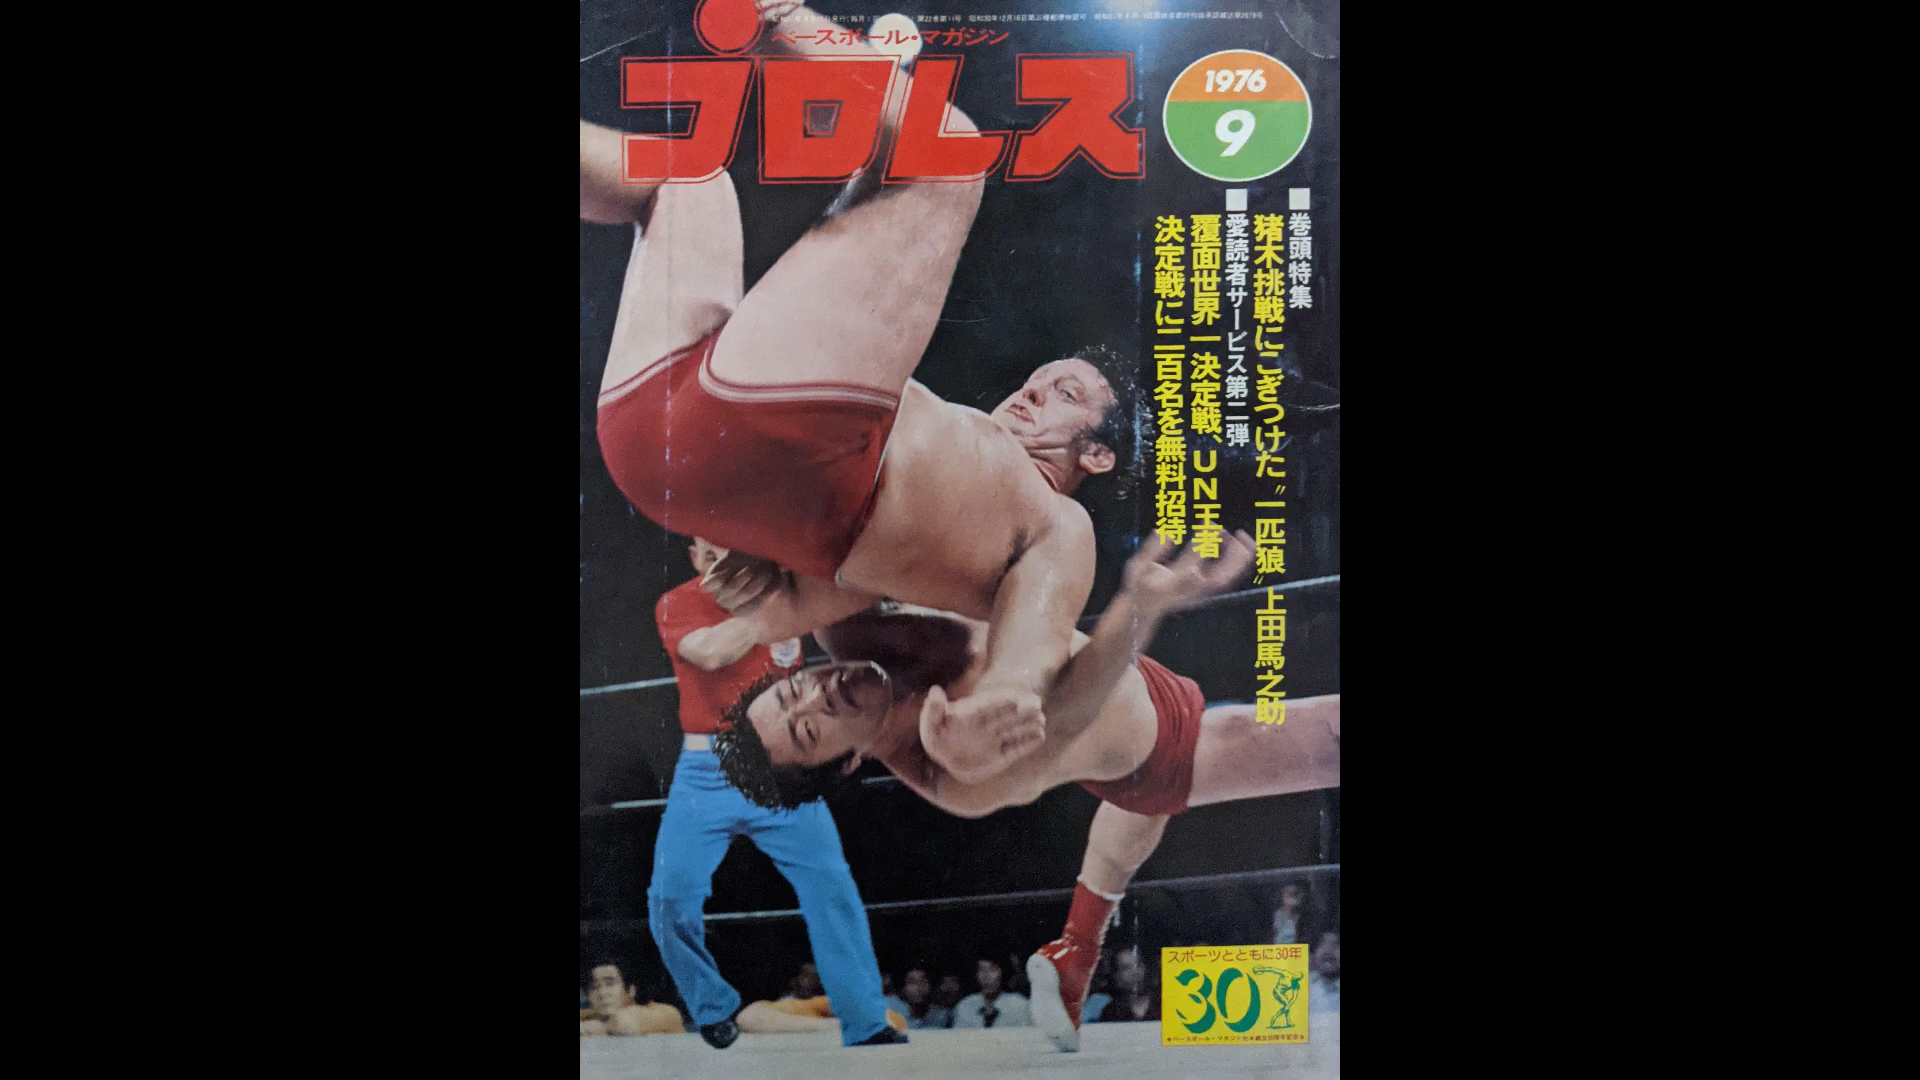 ベースボール・マガジン
プロレス
1976
9
■巻頭特集
猪木挑戦にこぎつけた〝一匹狼〟上田馬之助
■愛読者サービス第二弾
覆面世界一決定戦、UN王者
決定戦に二百名を無料招待
スポーツとともに30年
30